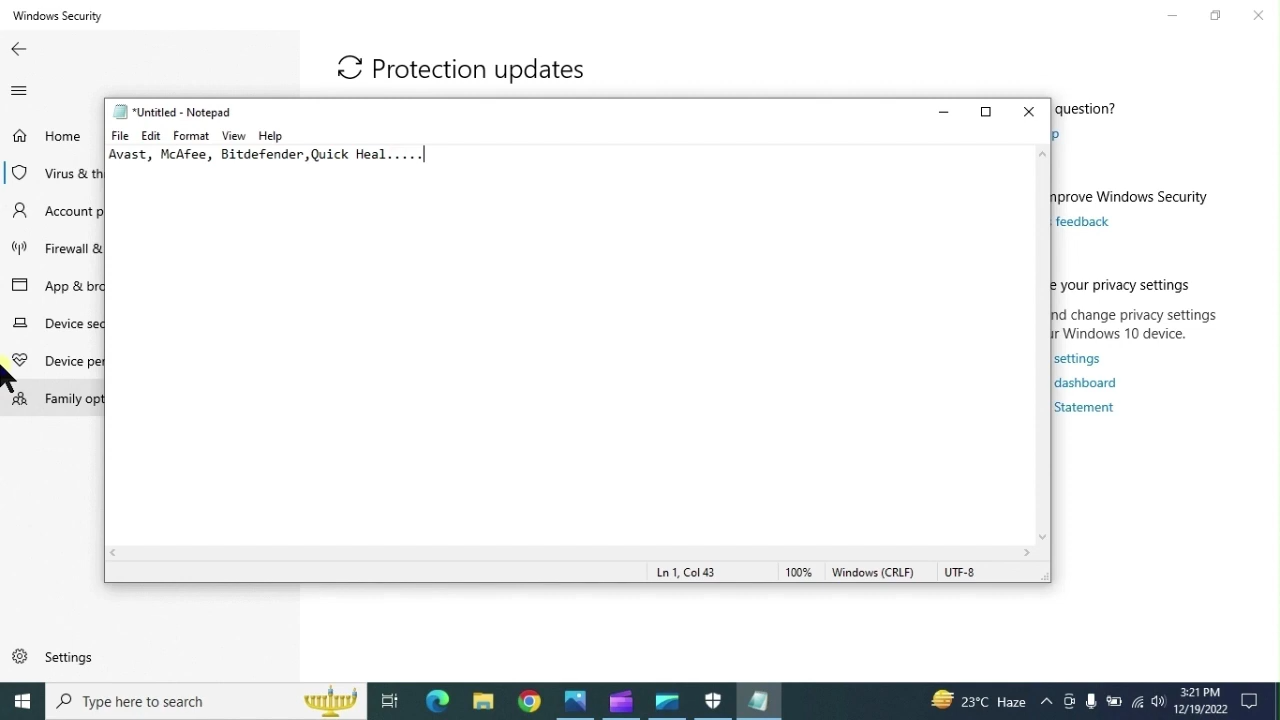 Windows Security
Protection updates
question?
p
*Untitled - Notepad
File Edit Format View Help
Avast, McAfee, Bitdefender,Quick Heal.....
Home
Virus & th
Account p
Firewall &
App & bro
Device sec
Device per
Family opt
mprove Windows Security
feedback
e your privacy settings
nd change privacy settings
ur Windows 10 device.
settings
dashboard
Statement
Ln 1, Col 43 100% Windows (CRLF) UTF-8
Settings
Type here to search
23°C Haze
3:21 PM
12/19/2022